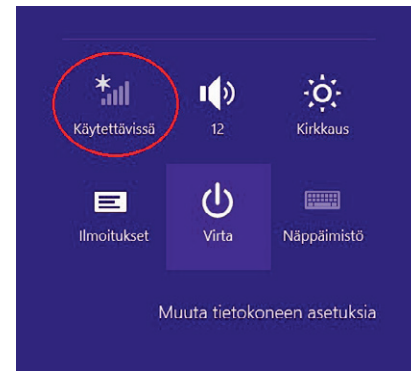 Käytettävissä
12
Kirkkaus
Ilmoitukset
Virta
Näppäimistö
Muuta tietokoneen asetuksia